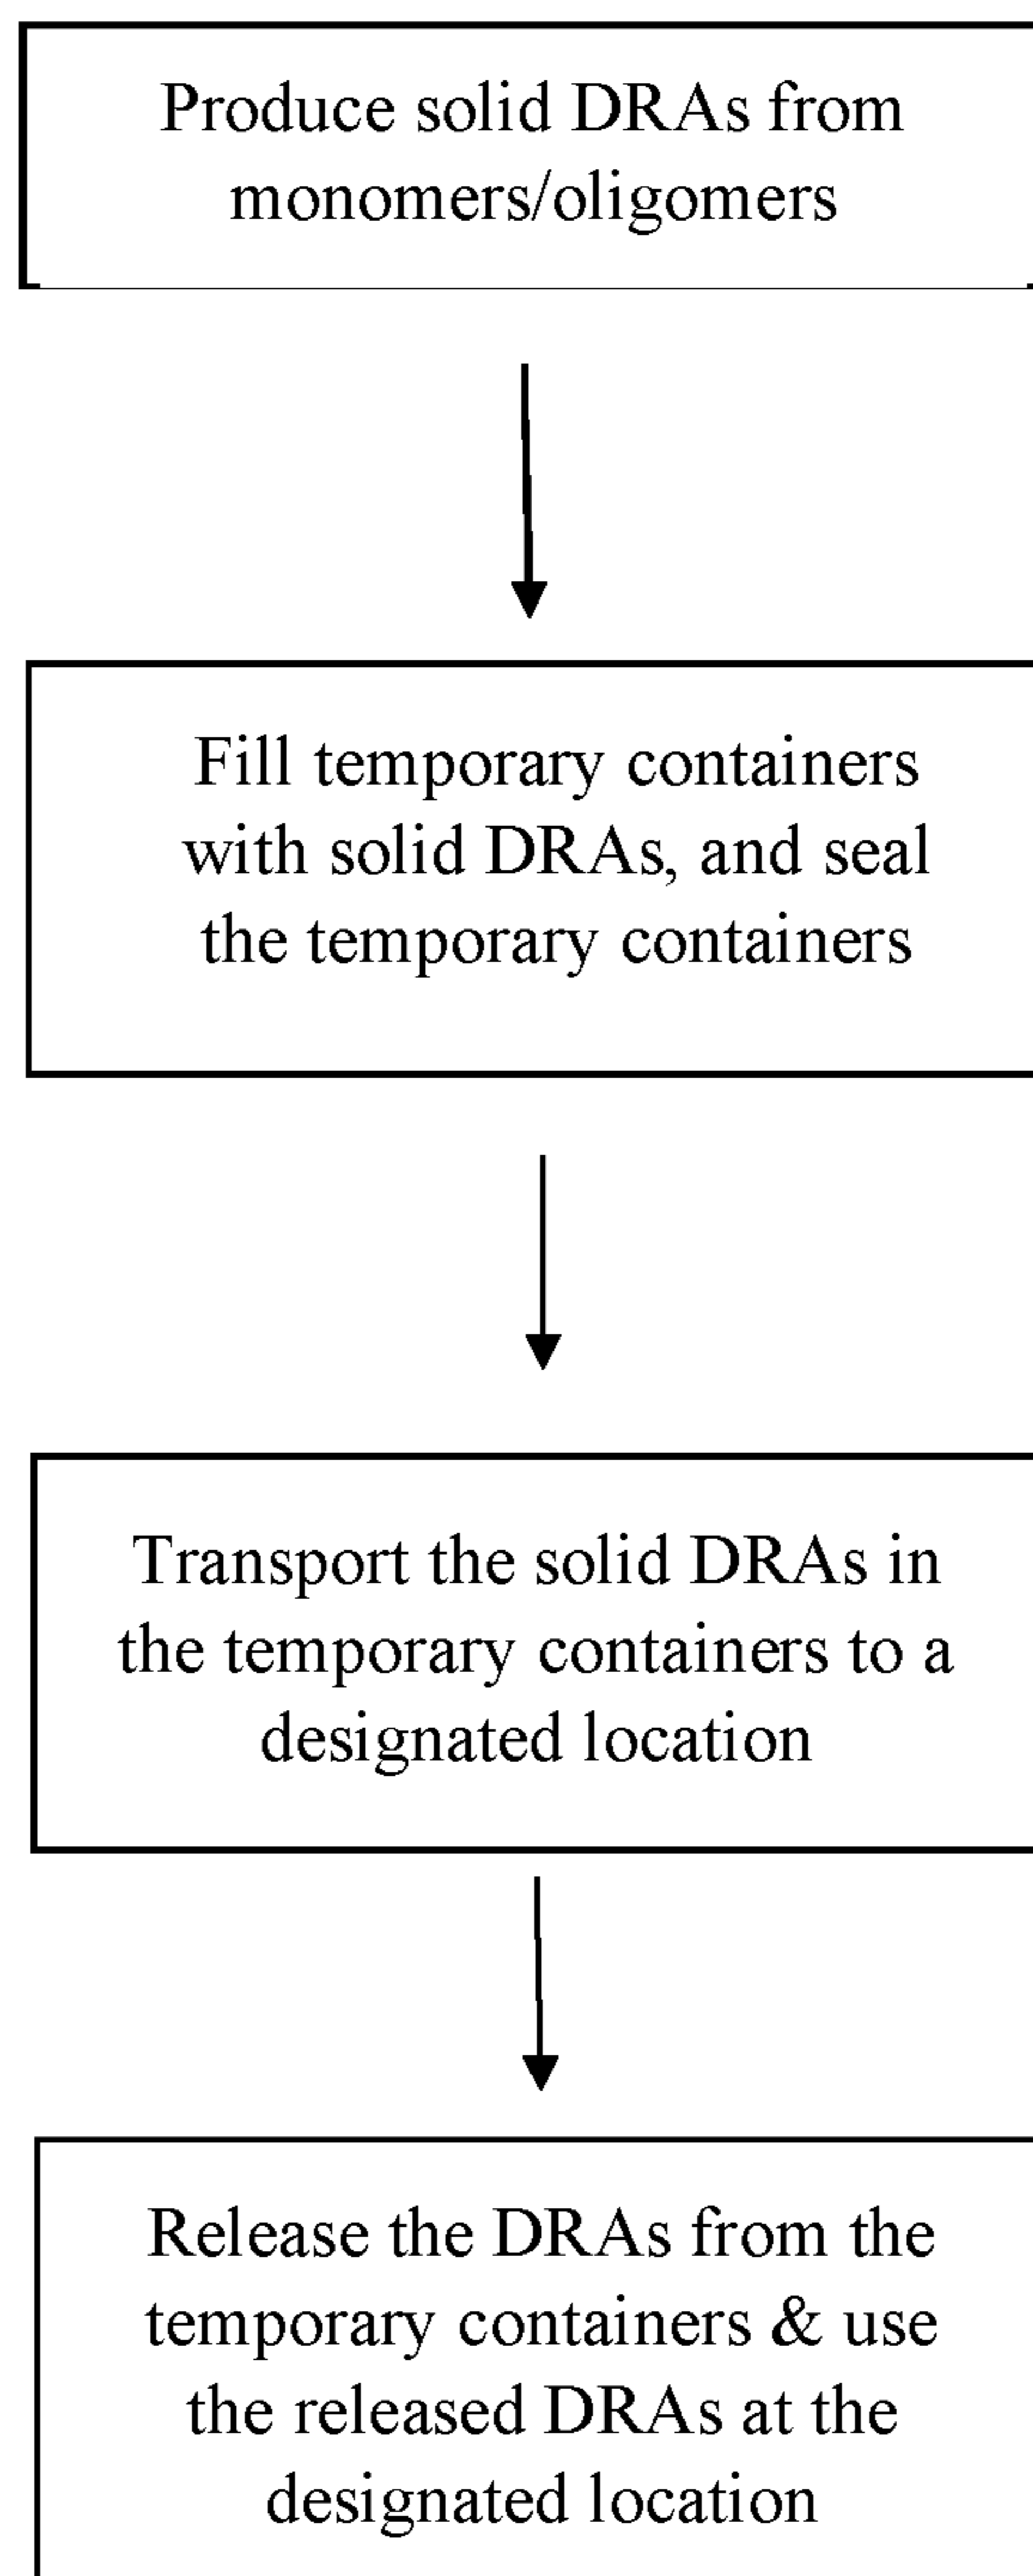 Produce solid DRAs from
monomers/oligomers
Fill temporary containers
with solid DRAs, and seal
the temporary containers
Transport the solid DRAs in
the temporary containers to a
designated location
Release the DRAs from the
temporary containers & use
the released DRAs at the
designated location